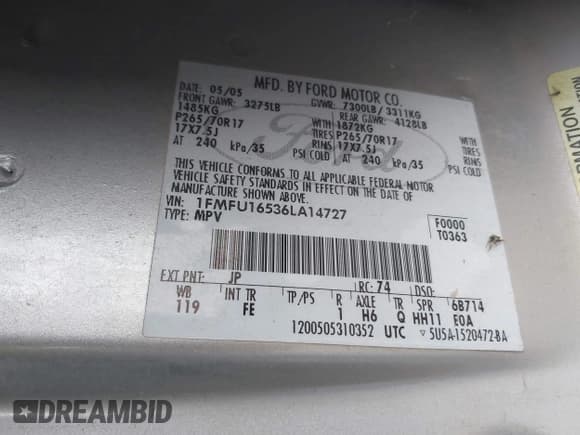 MFD. BY FORD MOTOR CO.
DATE: 05/05 GVWR: 7300LB/ 3311KG
FRONT GAWR: 3275LB REAR GAWR: 4128LB
1485KG WITH 1872KG WITH
P265/70R17 TIRES P265/70R17 TIRES
17X7.5J RIMS 17X7.5J RIMS
AT 240 kPa/35 PSI COLD AT 240 kPa/35 PSI COLD
THIS VEHICLE CONFORMS TO ALL APPLICABLE FEDERAL MOTOR
VEHICLE SAFETY STANDARDS IN EFFECT ON THE DATE OF
MANUFACTURE SHOWN ABOVE.
VIN: 1FMFU16536LA14727
TYPE: MPV
F0000
T0363
EXT PNT: JP RC: 74 DSO:
WB INT TR TP/PS R AXLE TR SPR 6B714
119 FE 1 H6 Q HH11 E0A
1200505310352 UTC ▽ 5U5A-1520472-BA
Ford
DREAMBID